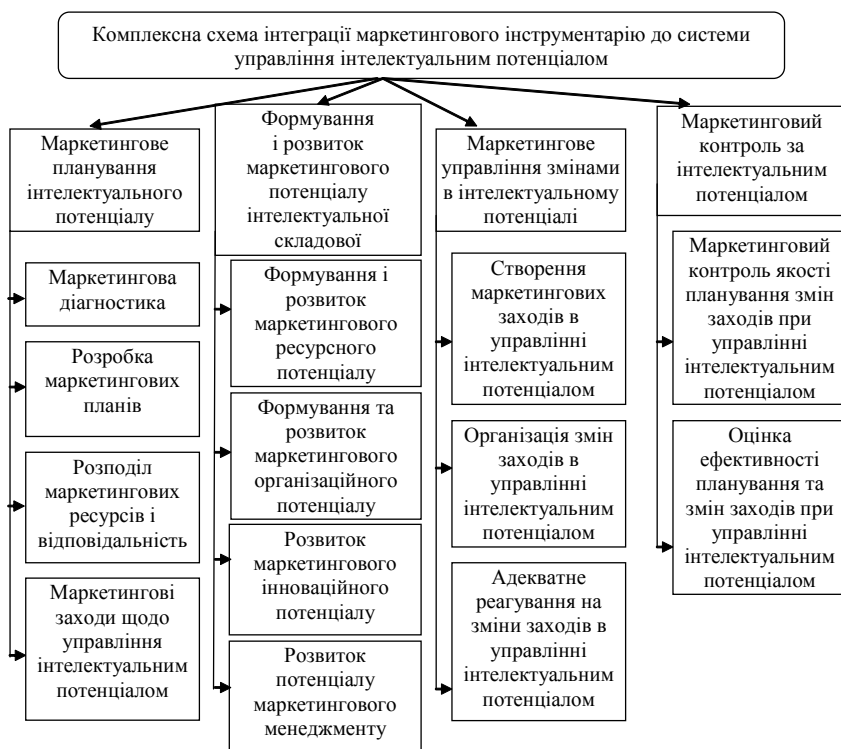 Комплексна схема інтеграції маркетингового інструментарію до системи
управління інтелектуальним потенціалом
Маркетингове
планування
інтелектуального
потенціалу
Маркетингова
діагностика
Розробка
маркетингових
планів
Розподіл
маркетингових
ресурсів і
відповідальність
Маркетингові
заходи щодо
управління
інтелектуальним
потенціалом
Формування
і розвиток
маркетингового
потенціалу
інтелектуальної
складової
Формування і
розвиток
маркетингового
ресурсного
потенціалу
Формування та
розвиток
маркетингового
організаційного
потенціалу
Розвиток
маркетингового
інноваційного
потенціалу
Розвиток
потенціалу
маркетингового
менеджменту
Маркетингове
управління змінами
в інтелектуальному
потенціалі
Створення
маркетингових
заходів в
управлінні
інтелектуальним
потенціалом
Організація змін
заходів в
управлінні
інтелектуальним
потенціалом
Адекватне
реагування на
зміни заходів в
управлінні
інтелектуальним
потенціалом
Маркетинговий
контроль за
інтелектуальним
потенціалом
Маркетинговий
контроль якості
планування змін
заходів при
управлінні
інтелектуальним
потенціалом
Оцінка
ефективності
планування та
змін заходів при
управлінні
інтелектуальним
потенціалом